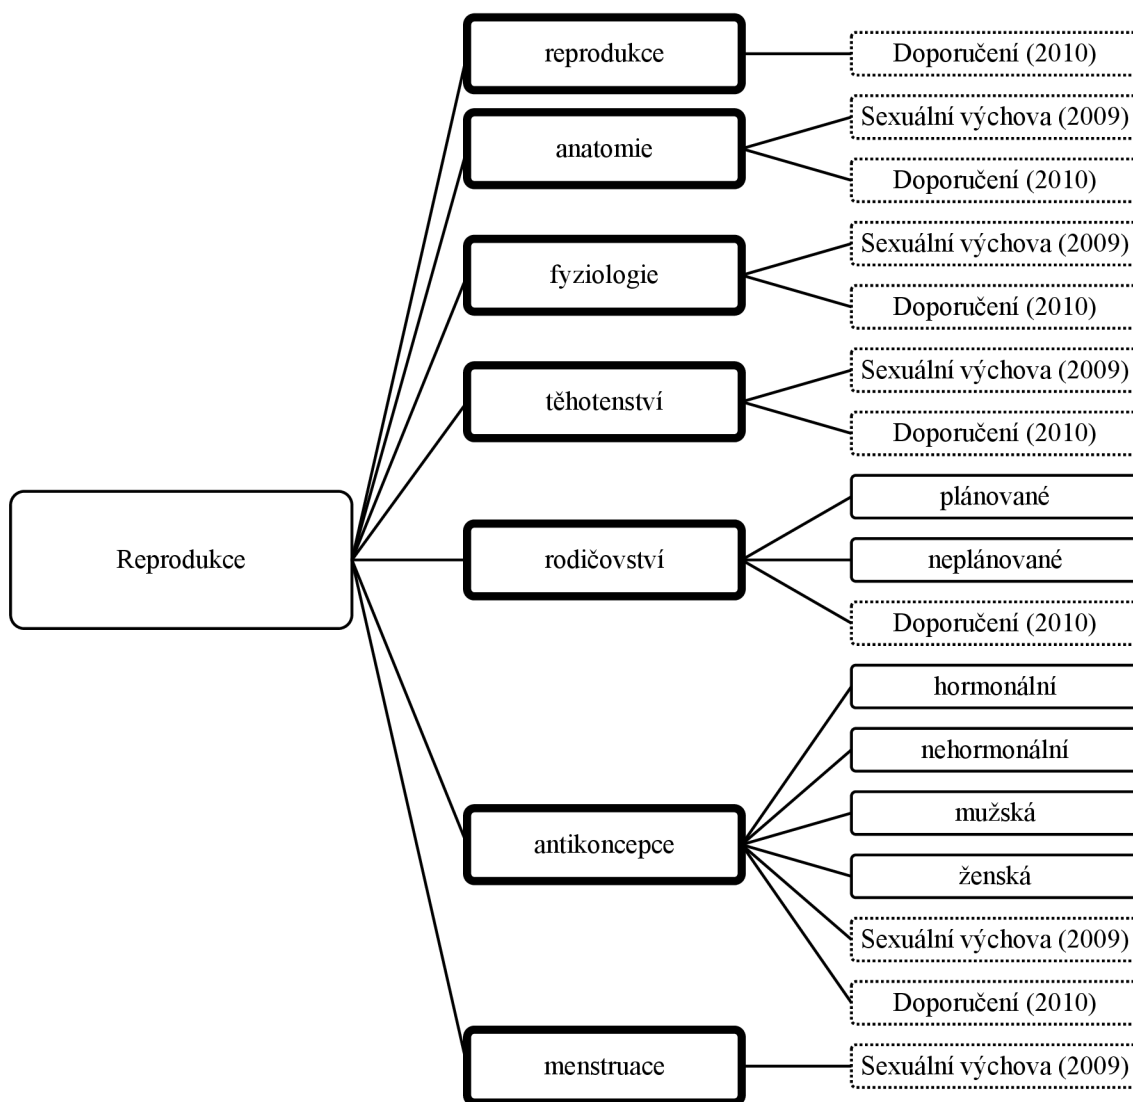 Reprodukce
reprodukce
Doporučení (2010)
anatomie
Sexuální výchova (2009)
Doporučení (2010)
fyziologie
Sexuální výchova (2009)
Doporučení (2010)
těhotenství
Sexuální výchova (2009)
Doporučení (2010)
rodičovství
plánované
neplánované
Doporučení (2010)
antikoncepce
hormonální
nehormonální
mužská
ženská
Sexuální výchova (2009)
Doporučení (2010)
menstruace
Sexuální výchova (2009)